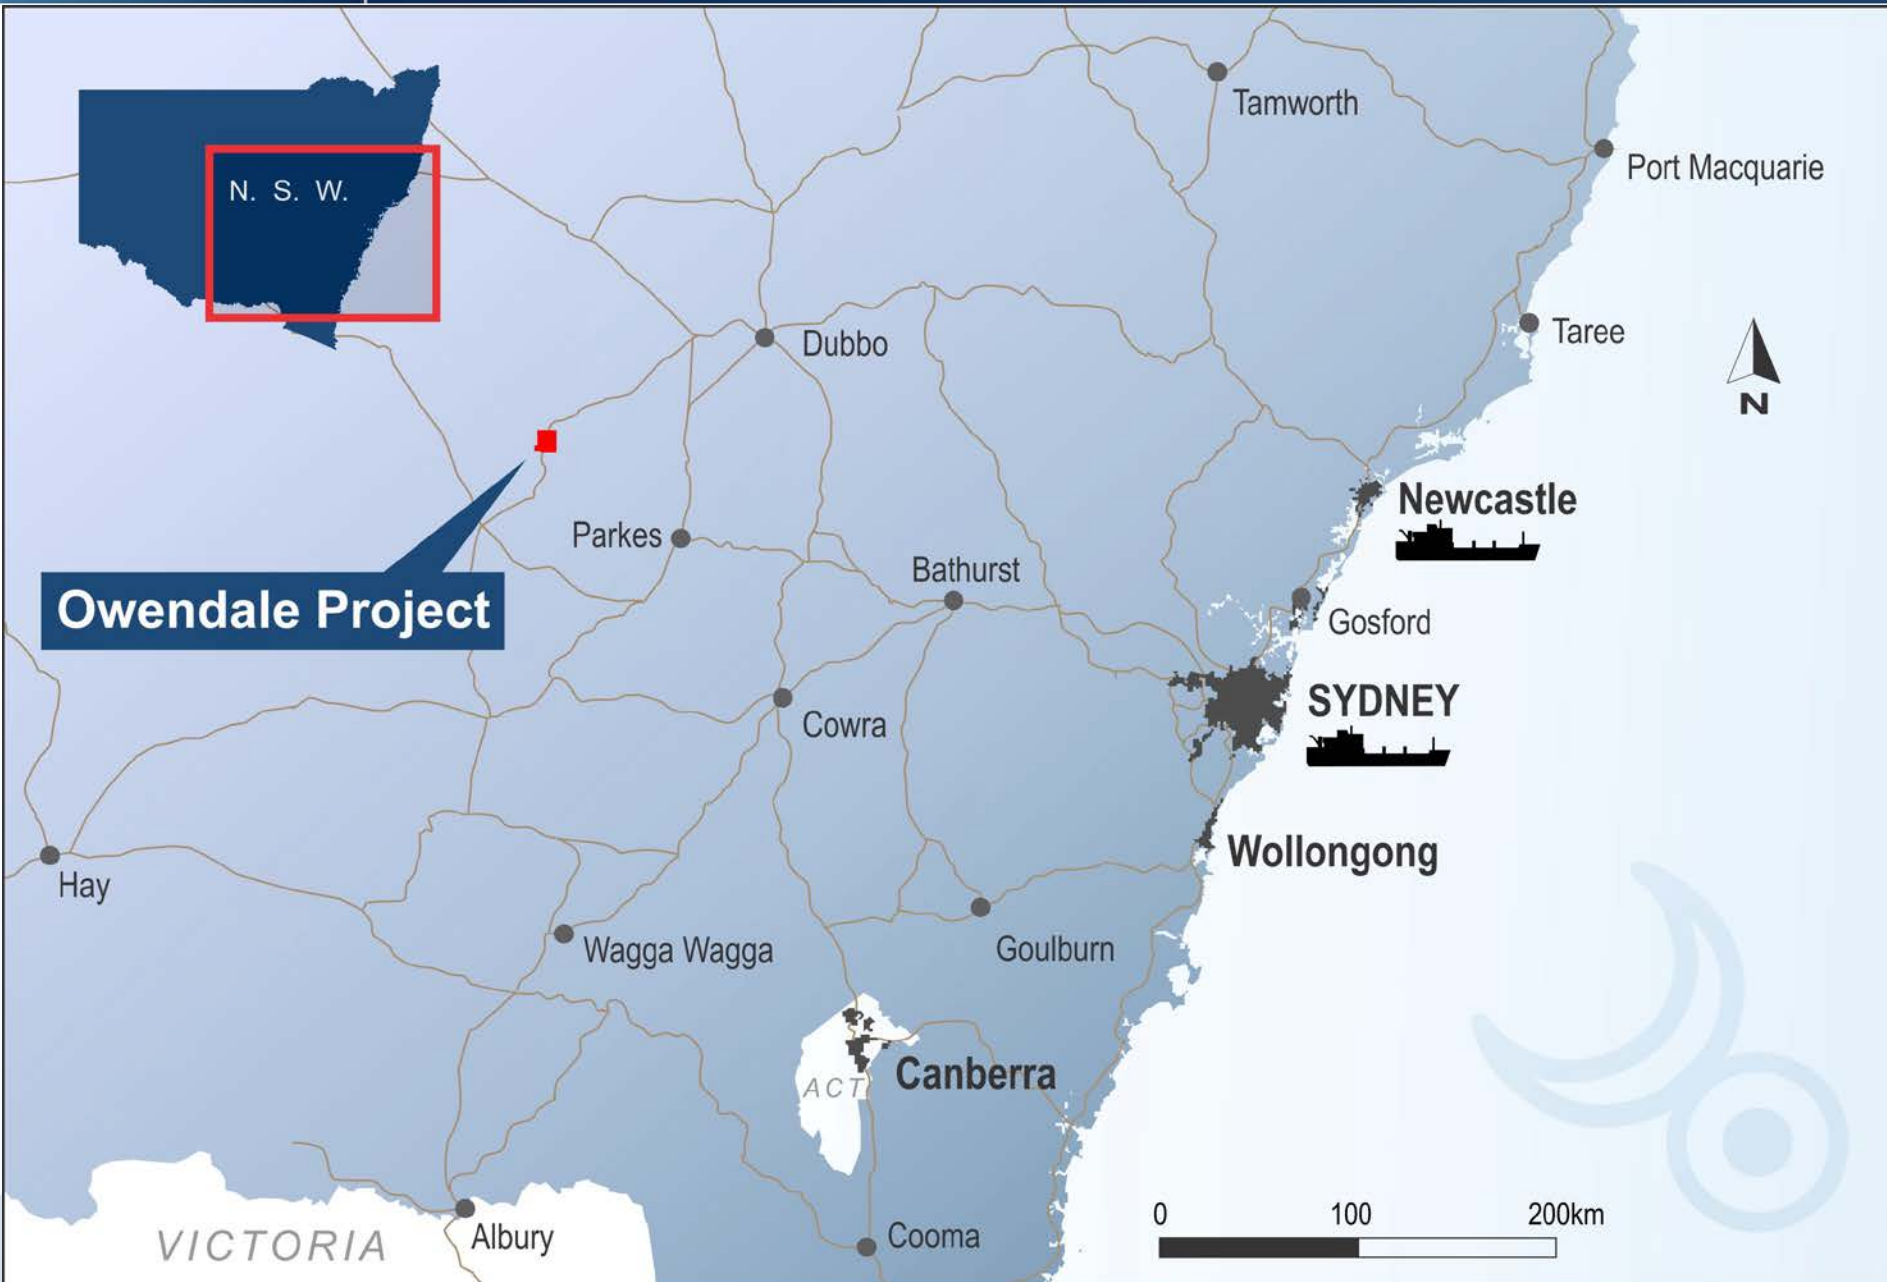 Tamworth
Port Macquarie
N. S. W.
Taree
Dubbo
N
Newcastle
Parkes
Bathurst
Owendale Project
Gosford
SYDNEY
Cowra
Wollongong
Hay
Wagga Wagga
Goulburn
Canberra
ACT
0 100 200km
Albury
Cooma
VICTORIA